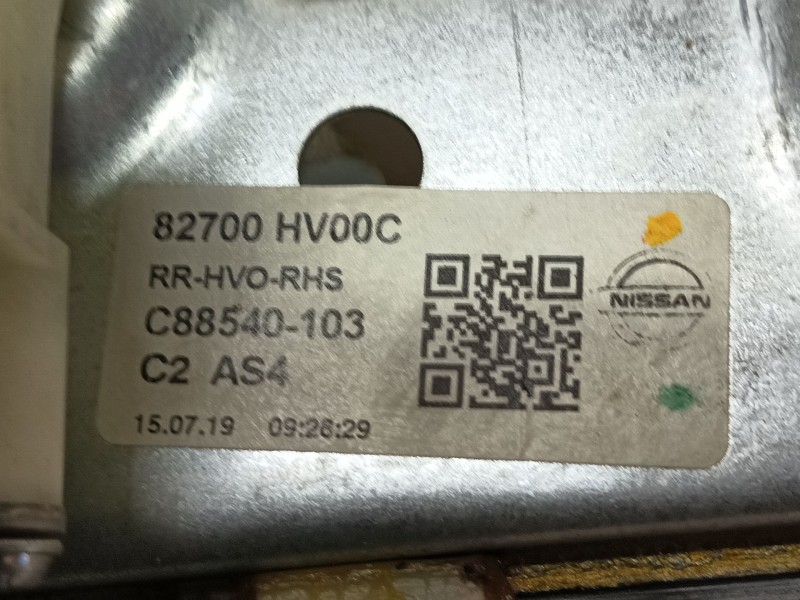 82700 HV00C
RR-HVO-RHS
C88540-103
C2 AS4
15.07.19 09:26:29
NISSAN